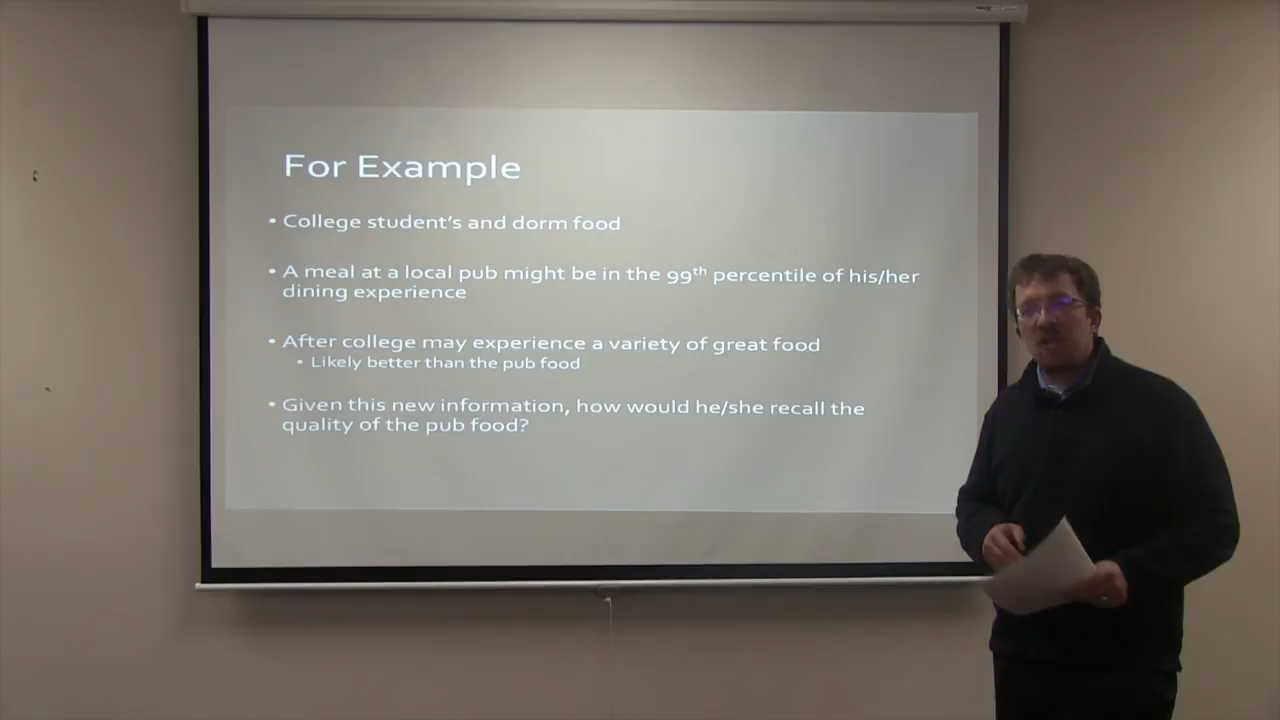 For Example
• College student's and dorm food
• A meal at a local pub might be in the 99th percentile of his/her
dining experience
• After college may experience a variety of great food
• Likely better than the pub food
• Given this new information, how would he/she recall the
quality of the pub food?